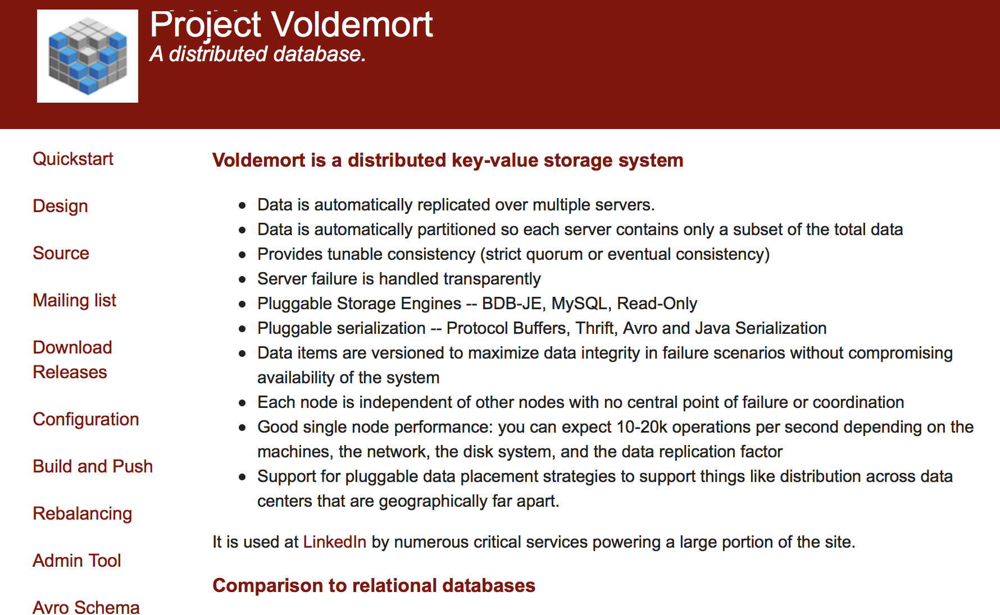 Project Voldemort
A distributed database.
Quickstart
Design
Source
Mailing list
Download
Releases
Configuration
Build and Push
Rebalancing
Admin Tool
Avro Schema
Voldemort is a distributed key-value storage system
Data is automatically replicated over multiple servers.
Data is automatically partitioned so each server contains only a subset of the total data
Provides tunable consistency (strict quorum or eventual consistency)
Server failure is handled transparently
Pluggable Storage Engines -- BDB-JE, MySQL, Read-Only
Pluggable serialization -- Protocol Buffers, Thrift, Avro and Java Serialization
Data items are versioned to maximize data integrity in failure scenarios without compromising
availability of the system
Each node is independent of other nodes with no central point of failure or coordination
Good single node performance: you can expect 10-20k operations per second depending on the
machines, the network, the disk system, and the data replication factor
Support for pluggable data placement strategies to support things like distribution across data
centers that are geographically far apart.
It is used at LinkedIn by numerous critical services powering a large portion of the site.
Comparison to relational databases